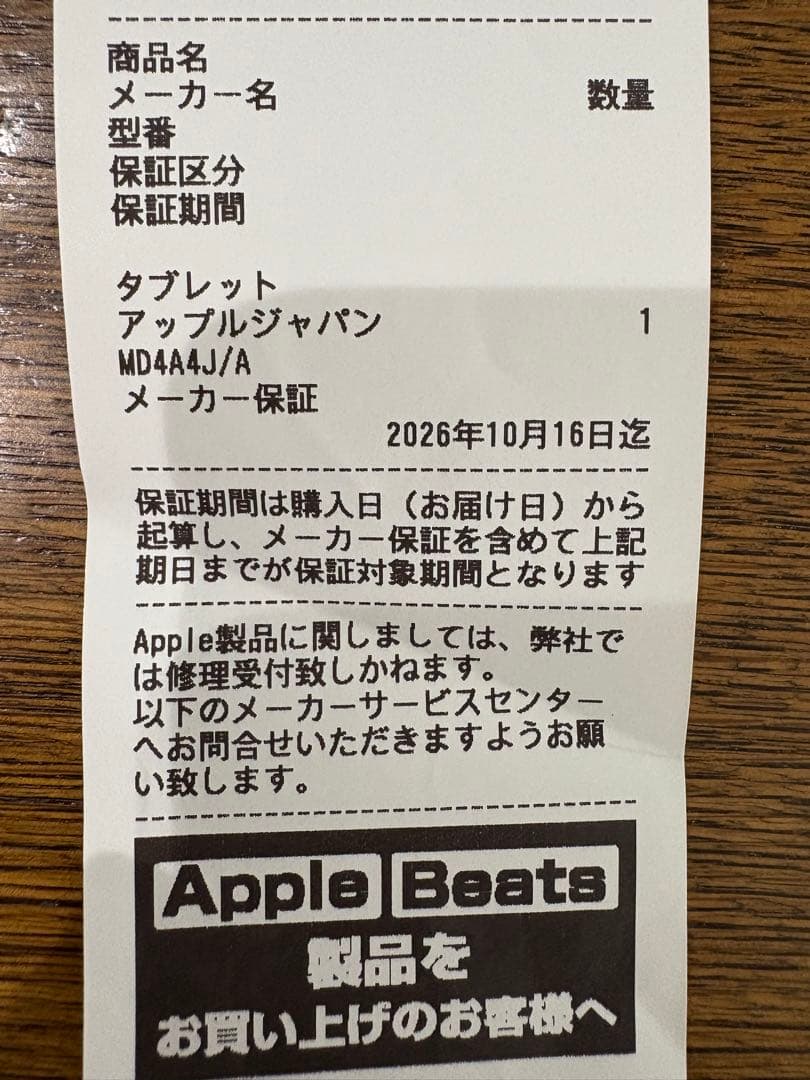 商品名
メーカー名 数量
型番
保証区分
保証期間
タブレット
アップルジャパン 1
MD4A4J/A
メーカー保証
2026年10月16日迄
保証期間は購入日（お届け日）から
起算し、メーカー保証を含めて上記
期日までが保証対象期間となります
Apple製品に関しましては、弊社で
は修理受付致しかねます。
以下のメーカーサービスセンター
へお問合せいただきますようお願
い致します。
Apple Beats
製品を
お買い上げのお客様へ